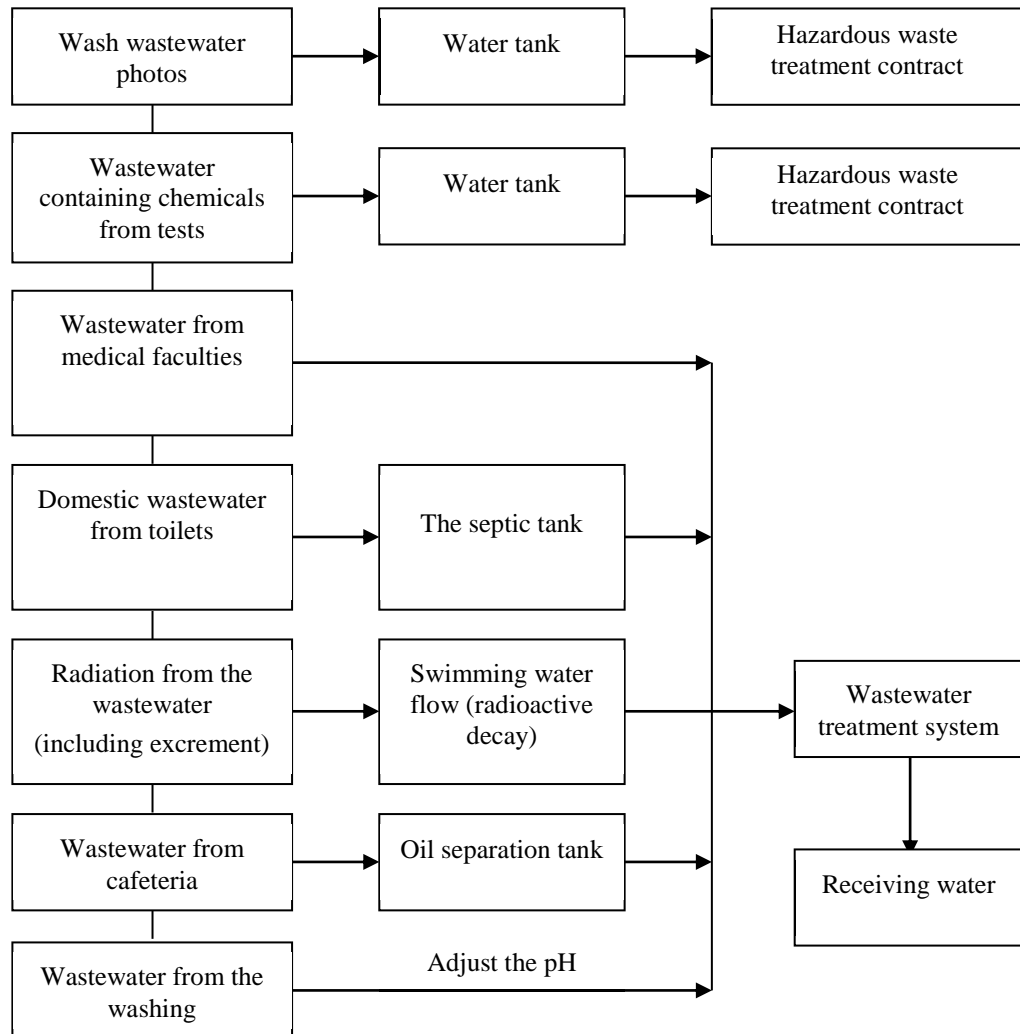 Wash wastewater
photos
Water tank
Hazardous waste
treatment contract
Wastewater
containing chemicals
from tests
Water tank
Hazardous waste
treatment contract
Wastewater from
medical faculties
Domestic wastewater
from toilets
The septic tank
Radiation from the
wastewater
(including excrement)
Swimming water
flow (radioactive
decay)
Wastewater
treatment system
Wastewater from
cafeteria
Oil separation tank
Receiving water
Wastewater from the
washing
Adjust the pH